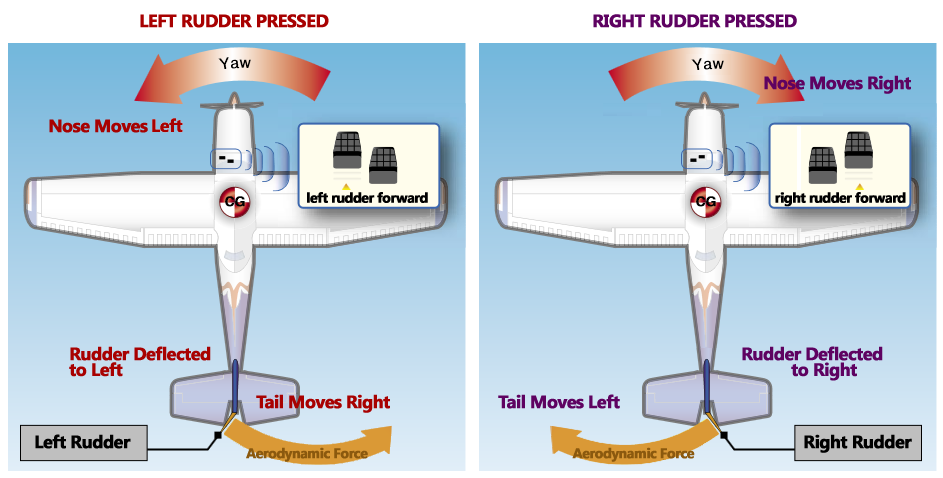 LEFT RUDDER PRESSED
Yaw
Nose Moves Left
left rudder forward
CG
Rudder Deflected
to Left
Tail Moves Right
Left Rudder
Aerodynamic Force
RIGHT RUDDER PRESSED
Yaw
Nose Moves Right
right rudder forward
CG
Rudder Deflected
to Right
Tail Moves Left
Right Rudder
Aerodynamic Force